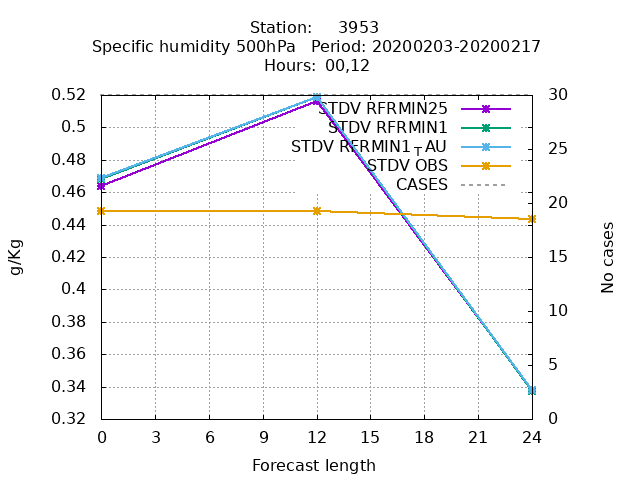 Station:     3953
Specific humidity 500hPa   Period: 20200203-20200217
Hours: 00,12
0.52
0.5
0.48
0.46
0.44
0.42
0.4
0.38
0.36
0.34
0.32
g/Kg
STDV RFRMIN25
STDV RFRMIN1
STDV RFRMIN1TAU
STDV OBS
CASES
30
25
20
15
10
5
0
No cases
0 3 6 9 12 15 18 21 24
Forecast length